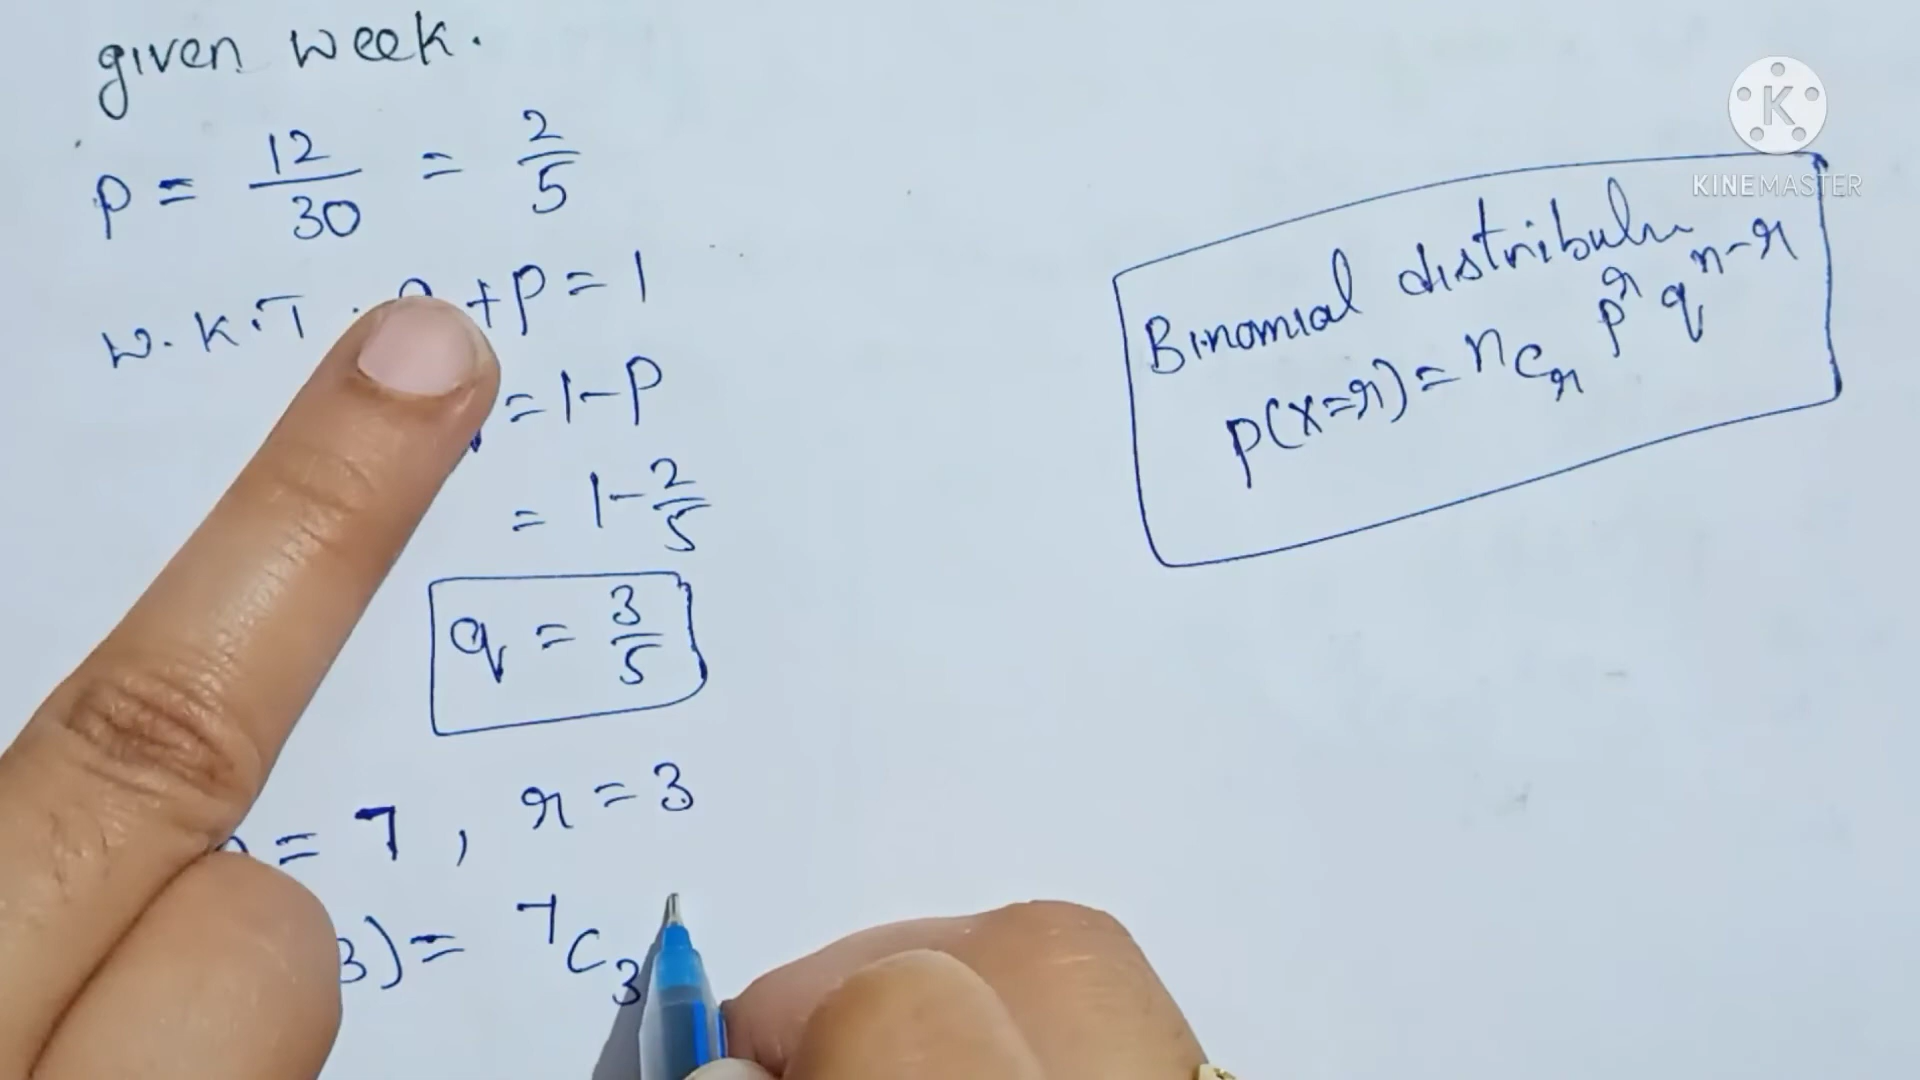 given week.
p = 12/30 = 2/5
W.K.T. +p=1
=1-P
= 1-2/5
q = 3/5
= 7, r=3
3)= 7C3
Binomial distribution
p(x=r) = nCr p^r q^n-r
KINEMASTER